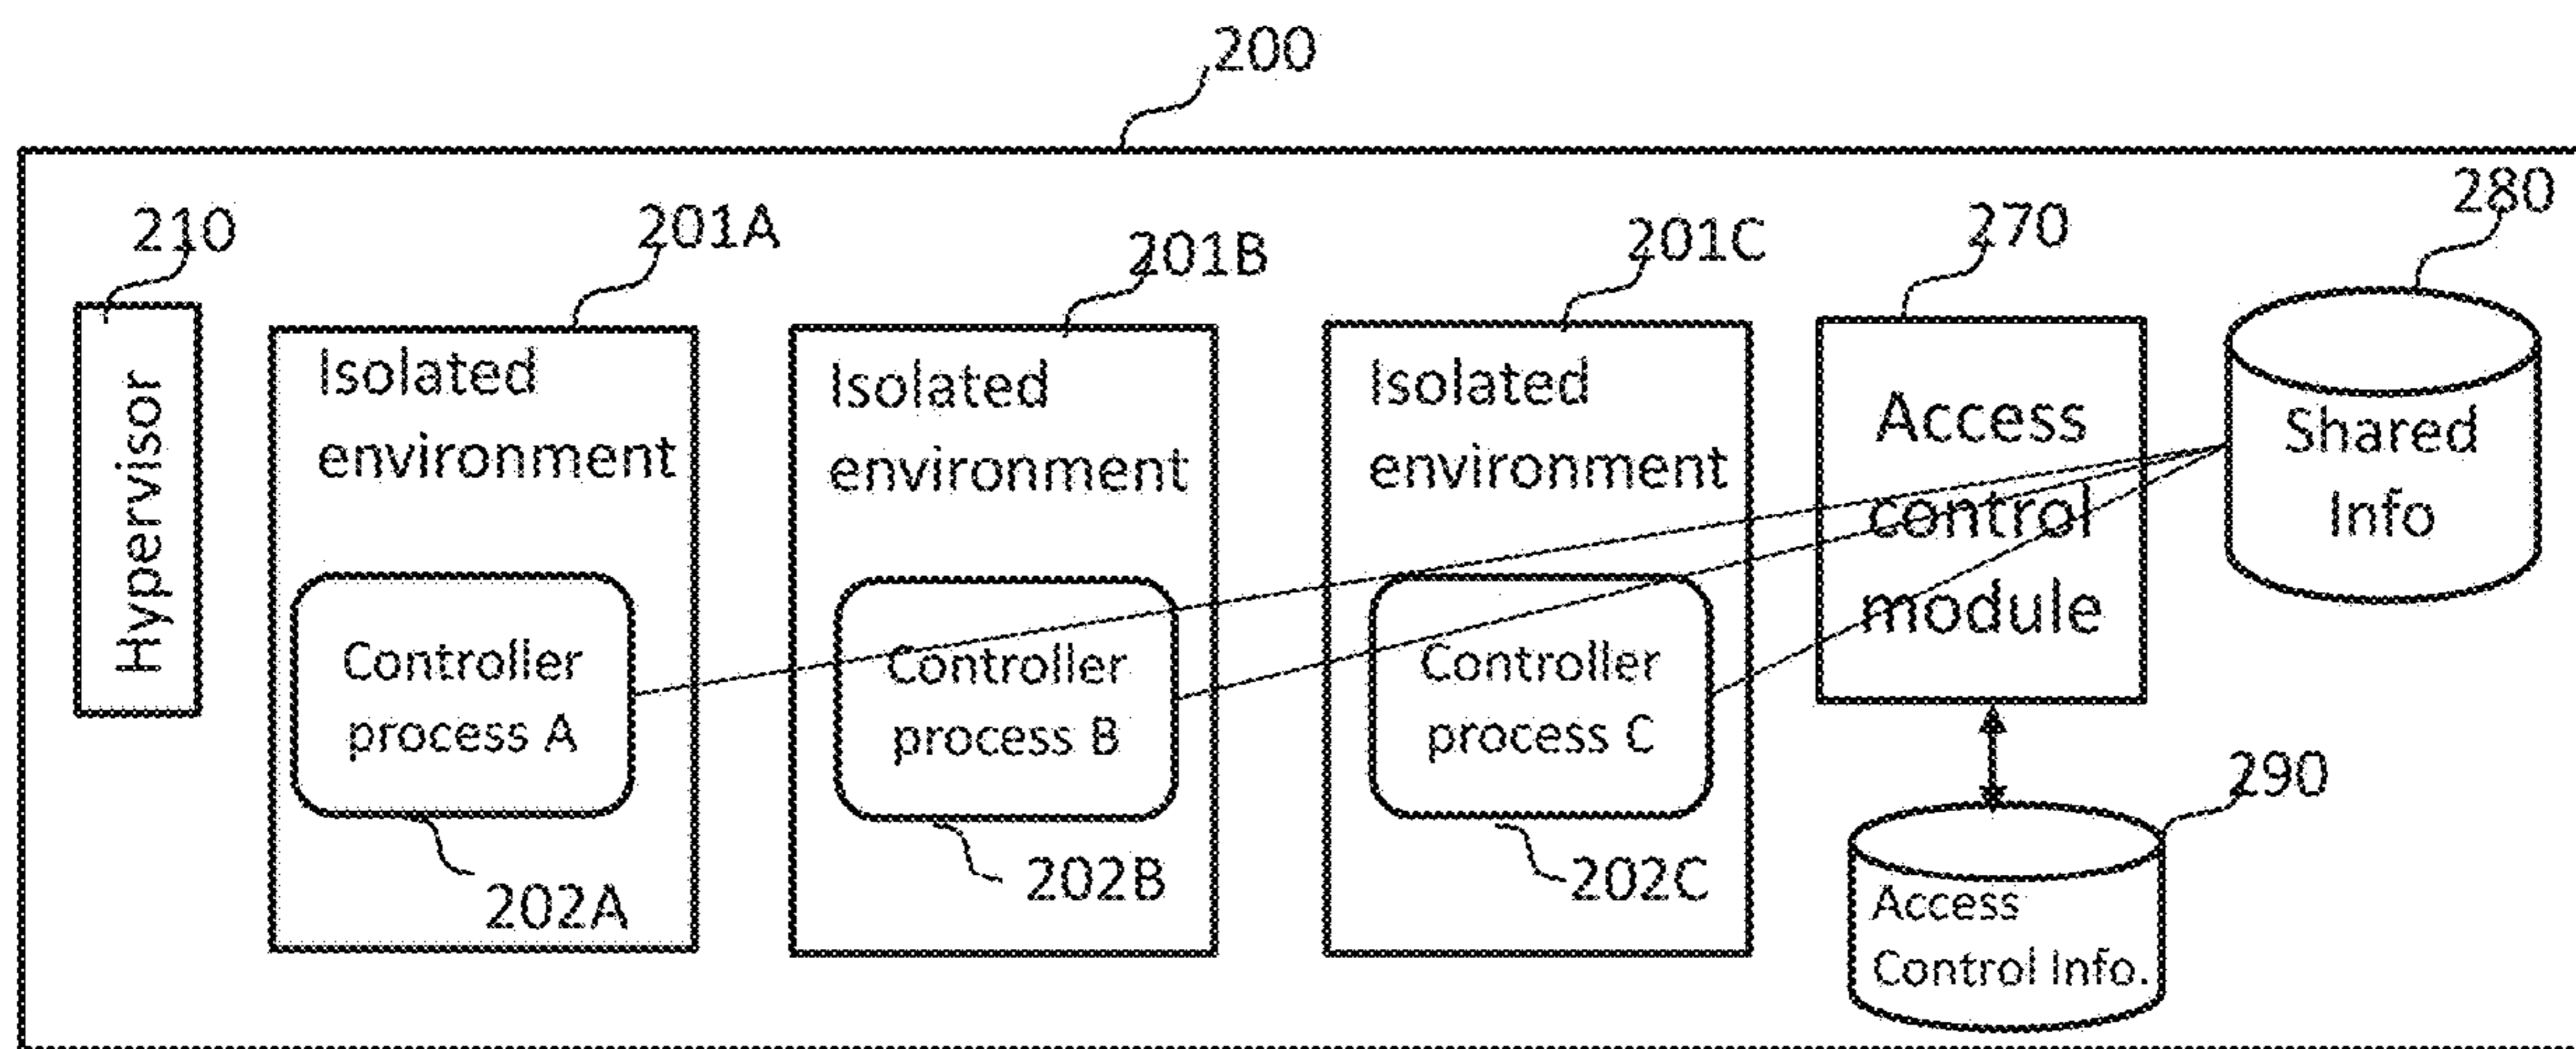 200
210
201A
201B
201C
270
280
Hypervisor
Isolated
environment
Controller
process A
202A
Isolated
environment
Controller
process B
202B
Isolated
environment
Controller
process C
202C
Access
control
module
Shared
Info
290
Access
Control Info.